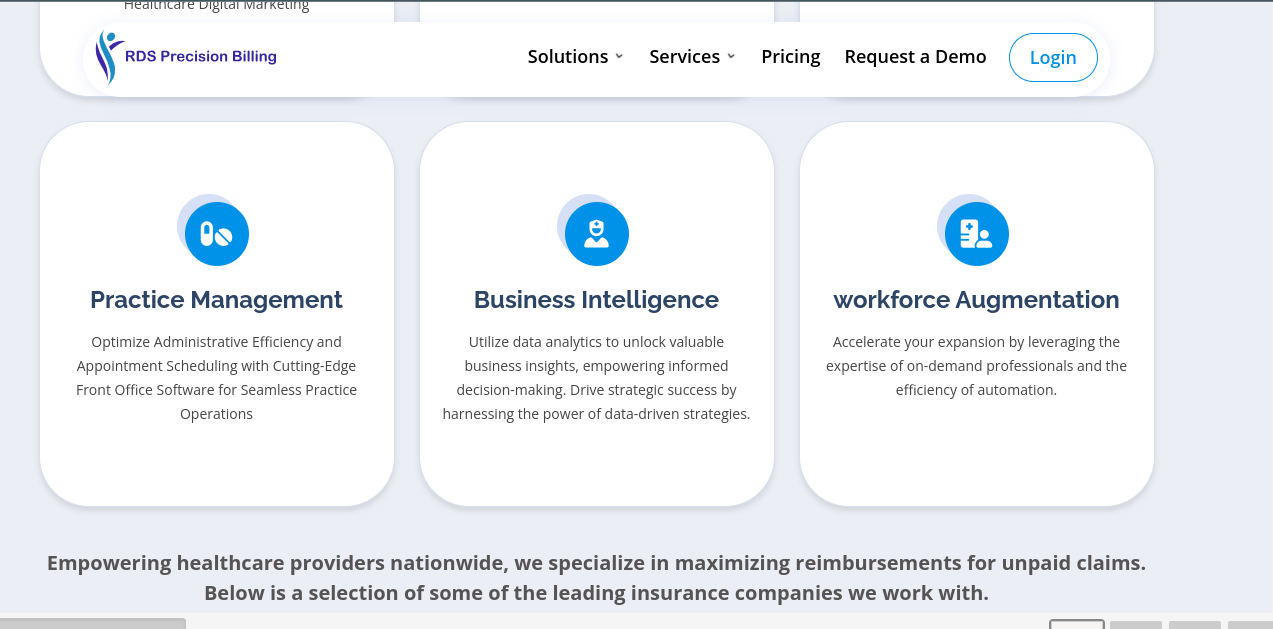 Healthcare Digital Marketing
RDS Precision Billing
Solutions
Services
Pricing
Request a Demo
Login
Practice Management
Optimize Administrative Efficiency and
Appointment Scheduling with Cutting-Edge
Front Office Software for Seamless Practice
Operations
Business Intelligence
Utilize data analytics to unlock valuable
business insights, empowering informed
decision-making. Drive strategic success by
harnessing the power of data-driven strategies.
workforce Augmentation
Accelerate your expansion by leveraging the
expertise of on-demand professionals and the
efficiency of automation.
Empowering healthcare providers nationwide, we specialize in maximizing reimbursements for unpaid claims.
Below is a selection of some of the leading insurance companies we work with.